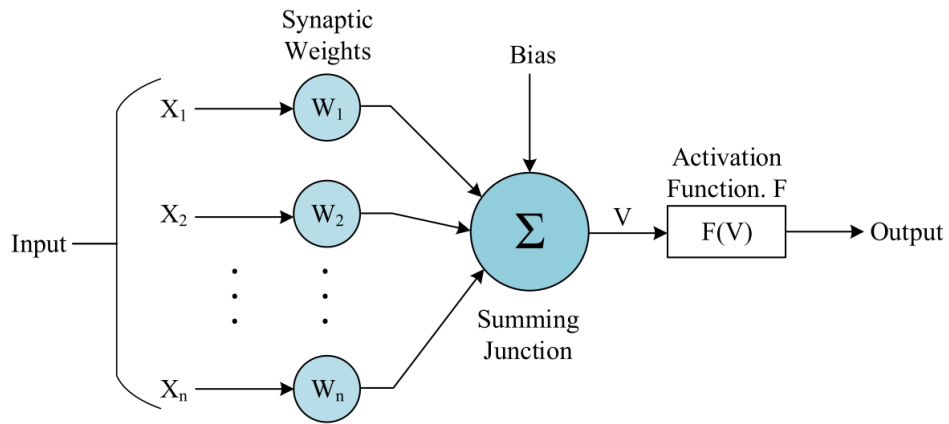 Synaptic
Weights
Bias
X₁
W₁
Activation
Function. F
X₂
W₂
Input
Σ
V
F(V)
Output
Summing
Junction
Xₙ
Wₙ